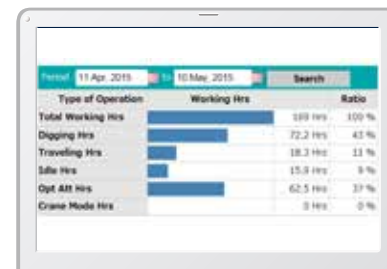 Period 11 Apr. 2015 to 10 May. 2015 Search
Type of Operation Working Hrs Ratio
Total Working Hrs 169 Hrs 100 %
Digging Hrs 72.2 Hrs 43 %
Traveling Hrs 18.3 Hrs 11 %
Idle Hrs 15.9 Hrs 9 %
Opt Att Hrs 62.5 Hrs 37 %
Crane Mode Hrs 0 Hrs 0 %